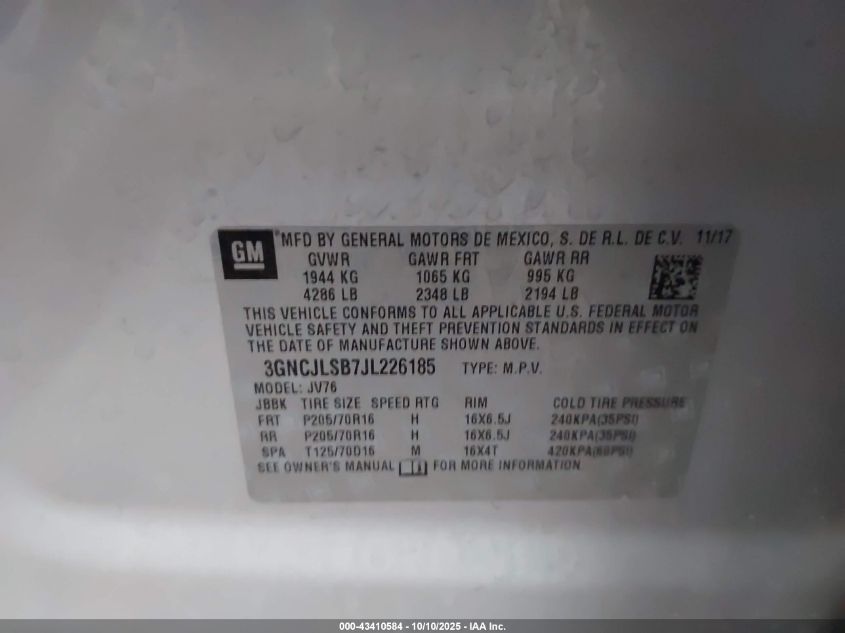 GM MFD BY GENERAL MOTORS DE MEXICO, S. DE R.L. DE C.V. 11/17
GVWR GAWR FRT GAWR RR
1944 KG 1065 KG 995 KG
4286 LB 2348 LB 2194 LB
THIS VEHICLE CONFORMS TO ALL APPLICABLE U.S. FEDERAL MOTOR
VEHICLE SAFETY AND THEFT PREVENTION STANDARDS IN EFFECT ON
THE DATE OF MANUFACTURE SHOWN ABOVE.
3GNCJLSB7JL226185 TYPE: M.P.V.
MODEL: JV76
JBBK TIRE SIZE SPEED RTG RIM COLD TIRE PRESSURE
FRT P205/70R16 H 16X6.5J 240KPA(35PSI)
RR P205/70R16 H 16X6.5J 240KPA(35PSI)
SPA T125/70D16 M 16X4T 420KPA(60PSI)
SEE OWNER'S MANUAL FOR MORE INFORMATION
000-43410584 - 10/10/2025 - IAA Inc.